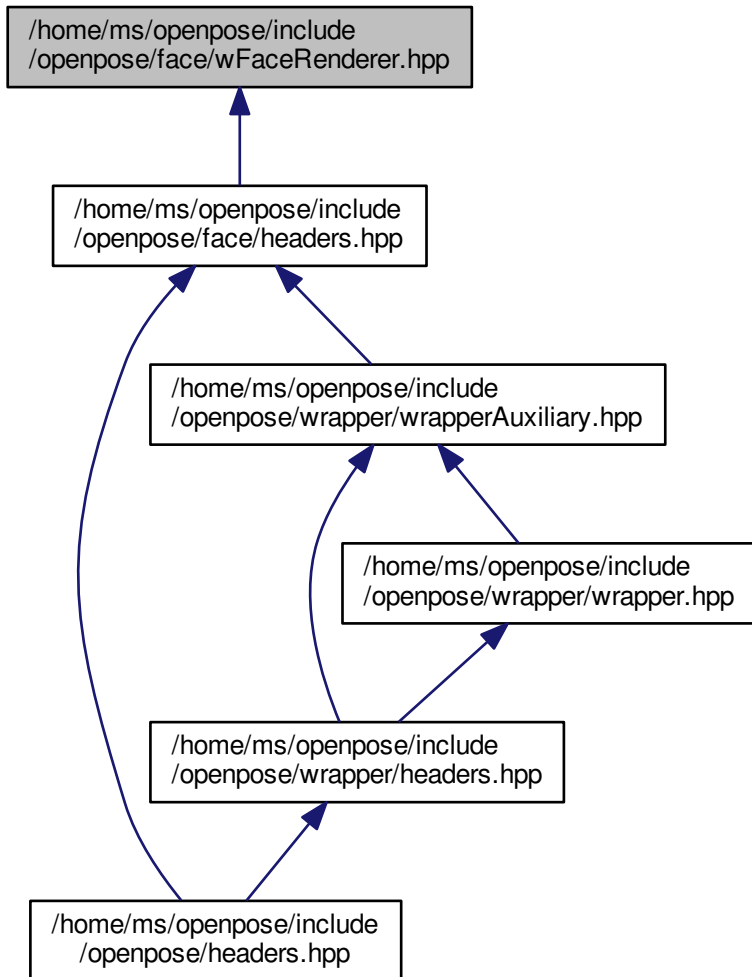 /home/ms/openpose/include
/openpose/face/wFaceRenderer.hpp
/home/ms/openpose/include
/openpose/face/headers.hpp
/home/ms/openpose/include
/openpose/wrapper/wrapperAuxiliary.hpp
/home/ms/openpose/include
/openpose/wrapper/wrapper.hpp
/home/ms/openpose/include
/openpose/wrapper/headers.hpp
/home/ms/openpose/include
/openpose/headers.hpp